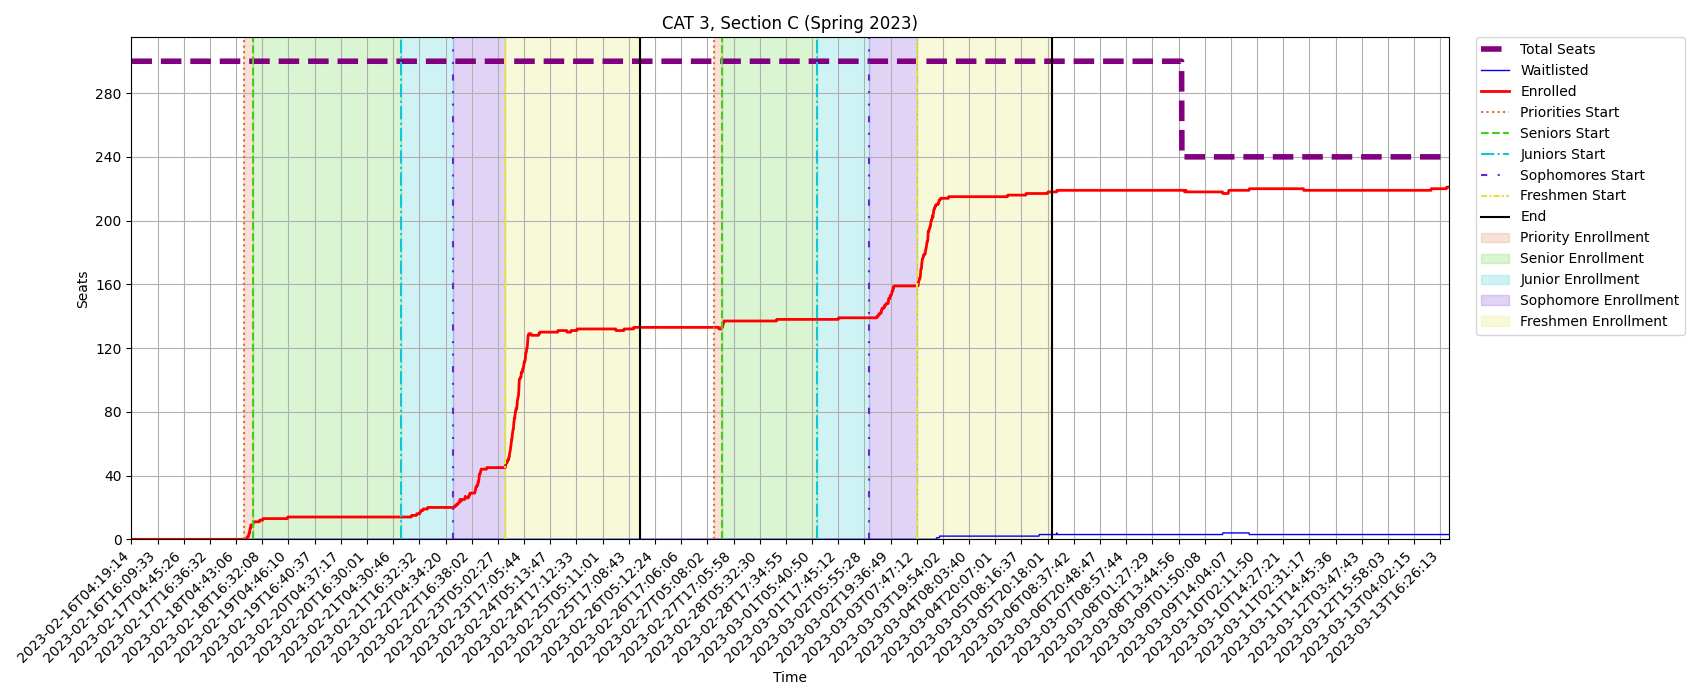 CAT 3, Section C (Spring 2023)
Total Seats
Waitlisted
Enrolled
Priorities Start
Seniors Start
Juniors Start
Sophomores Start
Freshmen Start
End
Priority Enrollment
Senior Enrollment
Junior Enrollment
Sophomore Enrollment
Freshmen Enrollment
Seats
280
240
200
160
120
80
40
0
2023-02-16T04:19:14
2023-02-16T16:09:33
2023-02-17T04:45:26
2023-02-17T16:36:32
2023-02-18T04:43:06
2023-02-18T16:32:08
2023-02-19T04:46:10
2023-02-19T16:40:37
2023-02-20T04:37:17
2023-02-20T16:30:01
2023-02-21T04:30:46
2023-02-21T16:32:32
2023-02-22T04:34:20
2023-02-22T16:38:02
2023-02-23T05:02:27
2023-02-23T17:05:44
2023-02-24T05:13:47
2023-02-24T17:12:33
2023-02-25T05:11:01
2023-02-25T17:08:43
2023-02-26T05:12:24
2023-02-26T17:06:06
2023-02-27T05:08:02
2023-02-27T17:05:58
2023-02-28T05:32:30
2023-02-28T17:34:55
2023-03-01T05:40:50
2023-03-01T17:45:12
2023-03-02T05:55:28
2023-03-02T19:36:49
2023-03-03T07:47:12
2023-03-03T19:54:02
2023-03-04T08:03:40
2023-03-04T20:07:01
2023-03-05T08:16:37
2023-03-05T20:18:01
2023-03-06T08:37:42
2023-03-06T20:48:47
2023-03-07T08:57:44
2023-03-08T01:27:29
2023-03-08T13:44:56
2023-03-09T01:50:08
2023-03-09T14:04:07
2023-03-10T02:11:50
2023-03-10T14:27:21
2023-03-11T02:31:17
2023-03-11T14:45:36
2023-03-12T03:47:43
2023-03-12T15:58:03
2023-03-13T04:02:15
2023-03-13T16:26:13
Time